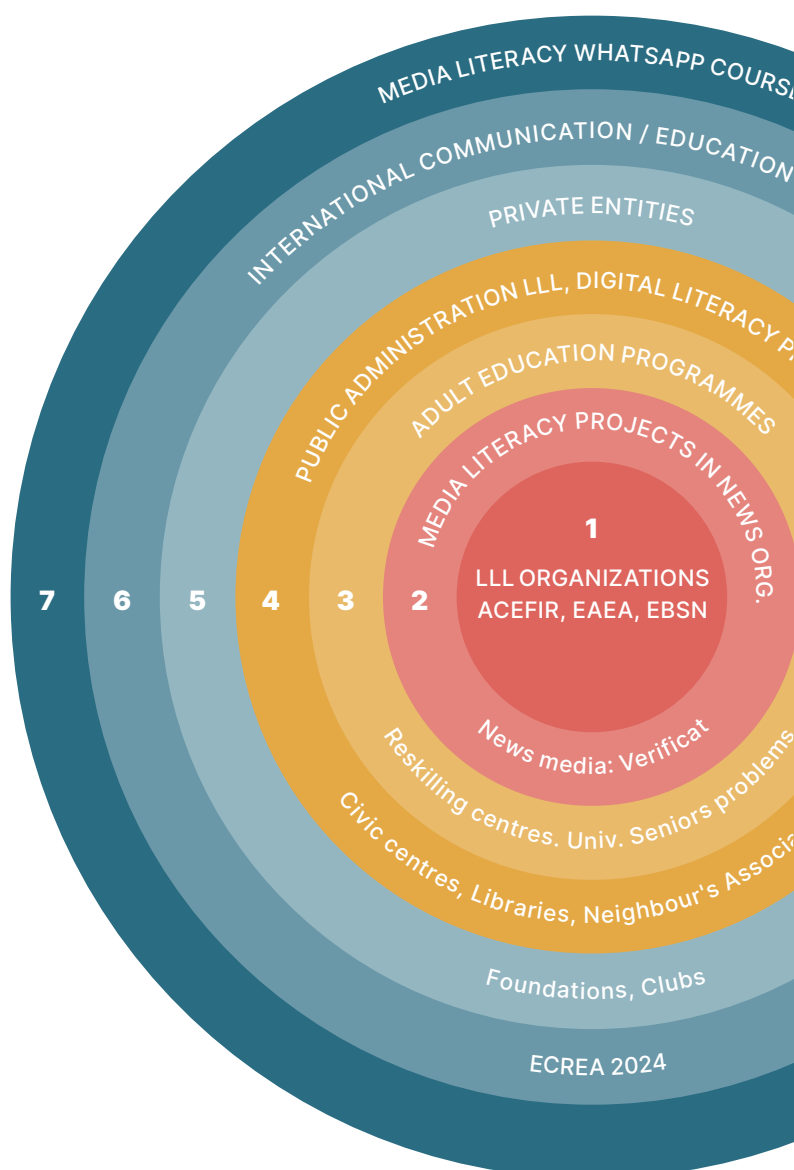 MEDIA LITERACY WHATSAPP
INTERNATIONAL COMMUNICATION / EDUCATION
PRIVATE ENTITIES
PUBLIC ADMINISTRATION LLL, DIGITAL LITERACY
ADULT EDUCATION PROGRAMMES
MEDIA LITERACY PROJECTS IN NEWS ORG.
1
LLL ORGANIZATIONS
ACEFIR, EAEA, EBSN
7 6 5 4 3 2
News media: Verificat
Reskilling centres. Univ. Seniors problems
Civic centres, Libraries, Neighbour's
Foundations, Clubs
ECREA 2024